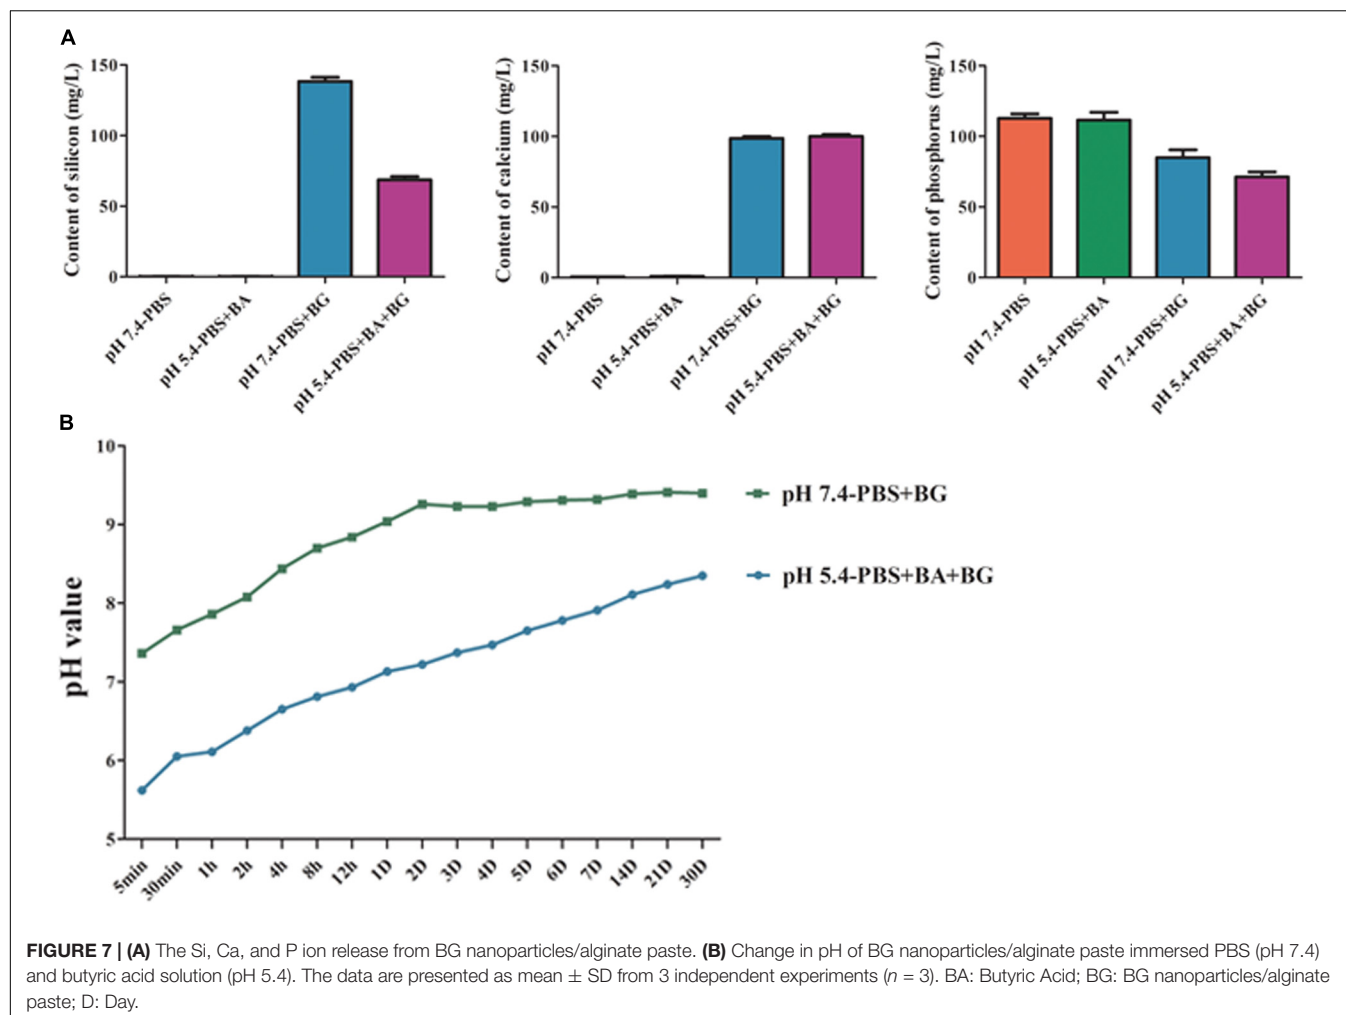 A
Content of silicon (mg/L)
150
100
50
0
pH 7.4-PBS
pH 5.4-PBS+BA
pH 7.4-PBS+BG
pH 5.4-PBS+BA+BG
Content of calcium (mg/L)
150
100
50
0
pH 7.4-PBS
pH 5.4-PBS+BA
pH 7.4-PBS+BG
pH 5.4-PBS+BA+BG
Content of phosphorus (mg/L)
150
100
50
0
pH 7.4-PBS
pH 5.4-PBS+BA
pH 7.4-PBS+BG
pH 5.4-PBS+BA+BG
B
pH value
10
9
8
7
6
5
5min
30min
1h
2h
4h
8h
12h
1D
2D
3D
4D
5D
6D
7D
14D
21D
30D
pH 7.4-PBS+BG
pH 5.4-PBS+BA+BG
FIGURE 7 | (A) The Si, Ca, and P ion release from BG nanoparticles/alginate paste. (B) Change in pH of BG nanoparticles/alginate paste immersed PBS (pH 7.4)
and butyric acid solution (pH 5.4). The data are presented as mean ± SD from 3 independent experiments (n = 3). BA: Butyric Acid; BG: BG nanoparticles/alginate
paste; D: Day.